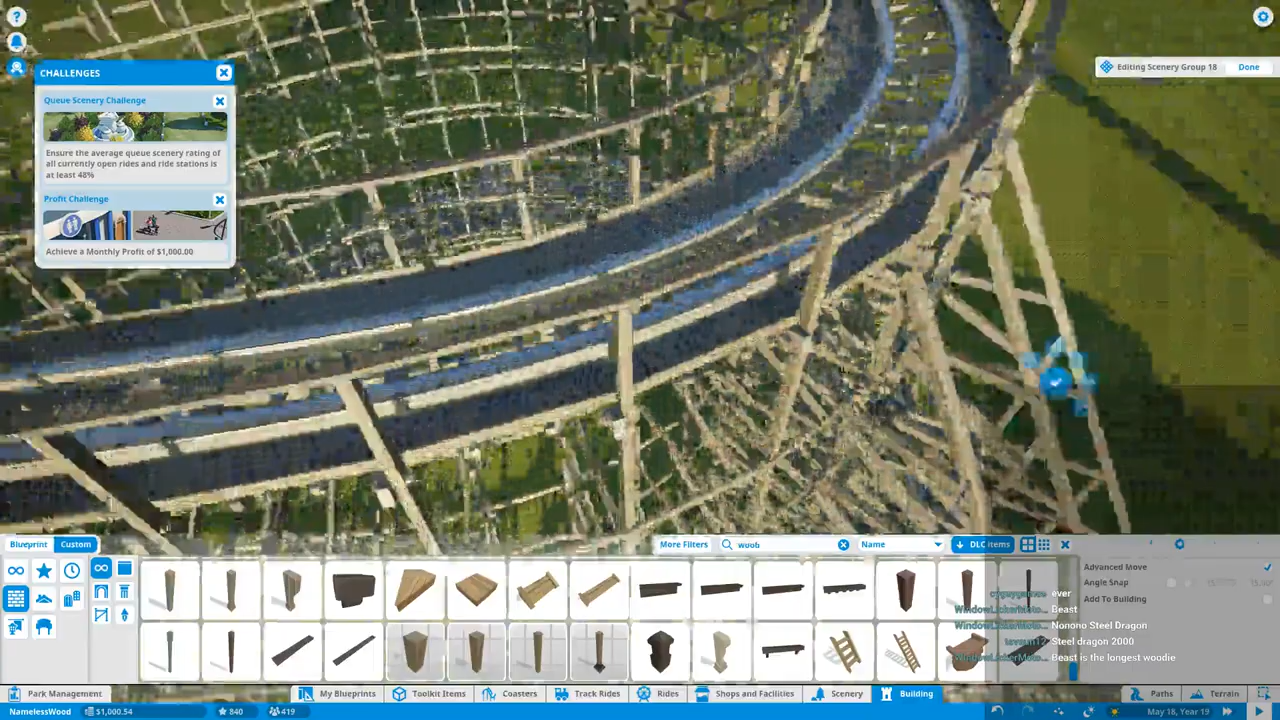 CHALLENGES
Queue Scenery Challenge
Ensure the average queue scenery rating of
all currently open rides and ride stations is
at least 48%
Profit Challenge
Achieve a Monthly Profit of $1,000.00
Editing Scenery Group 18 Done
Blueprint Custom
More Filters woob Name DLC items
Advanced Move
Angle Snap
Add To Building
ever
Beast
Nonono Steel Dragon
Steel dragon 2000
Beast is the longest woodie
Park Management My Blueprints Toolkit Items Coasters Track Rides Rides Shops and Facilities Scenery Building Paths Terrain
NamelessWood $1,000.54 840 419 May 18, Year 19